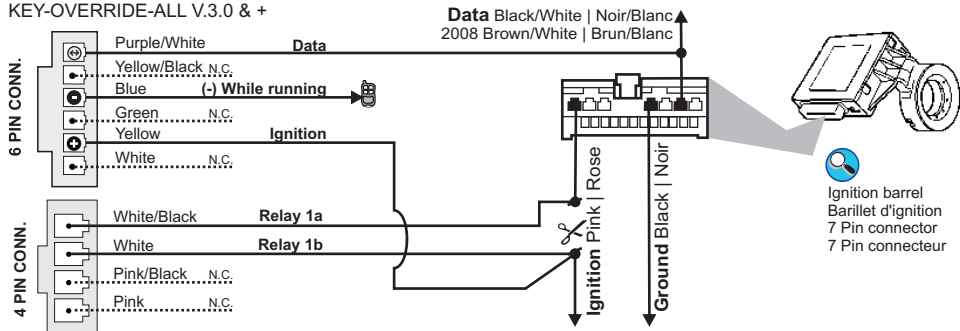 KEY-OVERRIDE-ALL V.3.0 & +
Data Black/White | Noir/Blanc
2008 Brown/White | Brun/Blanc
6 PIN CONN.
Purple/White Data
Yellow/Black N.C.
Blue (-) While running
Green N.C.
Yellow Ignition
White N.C.
4 PIN CONN.
White/Black Relay 1a
White Relay 1b
Pink/Black N.C.
Pink N.C.
Ignition Pink | Rose
Ground Black | Noir
Ignition barrel
Barillet d'ignition
7 Pin connector
7 Pin connecteur